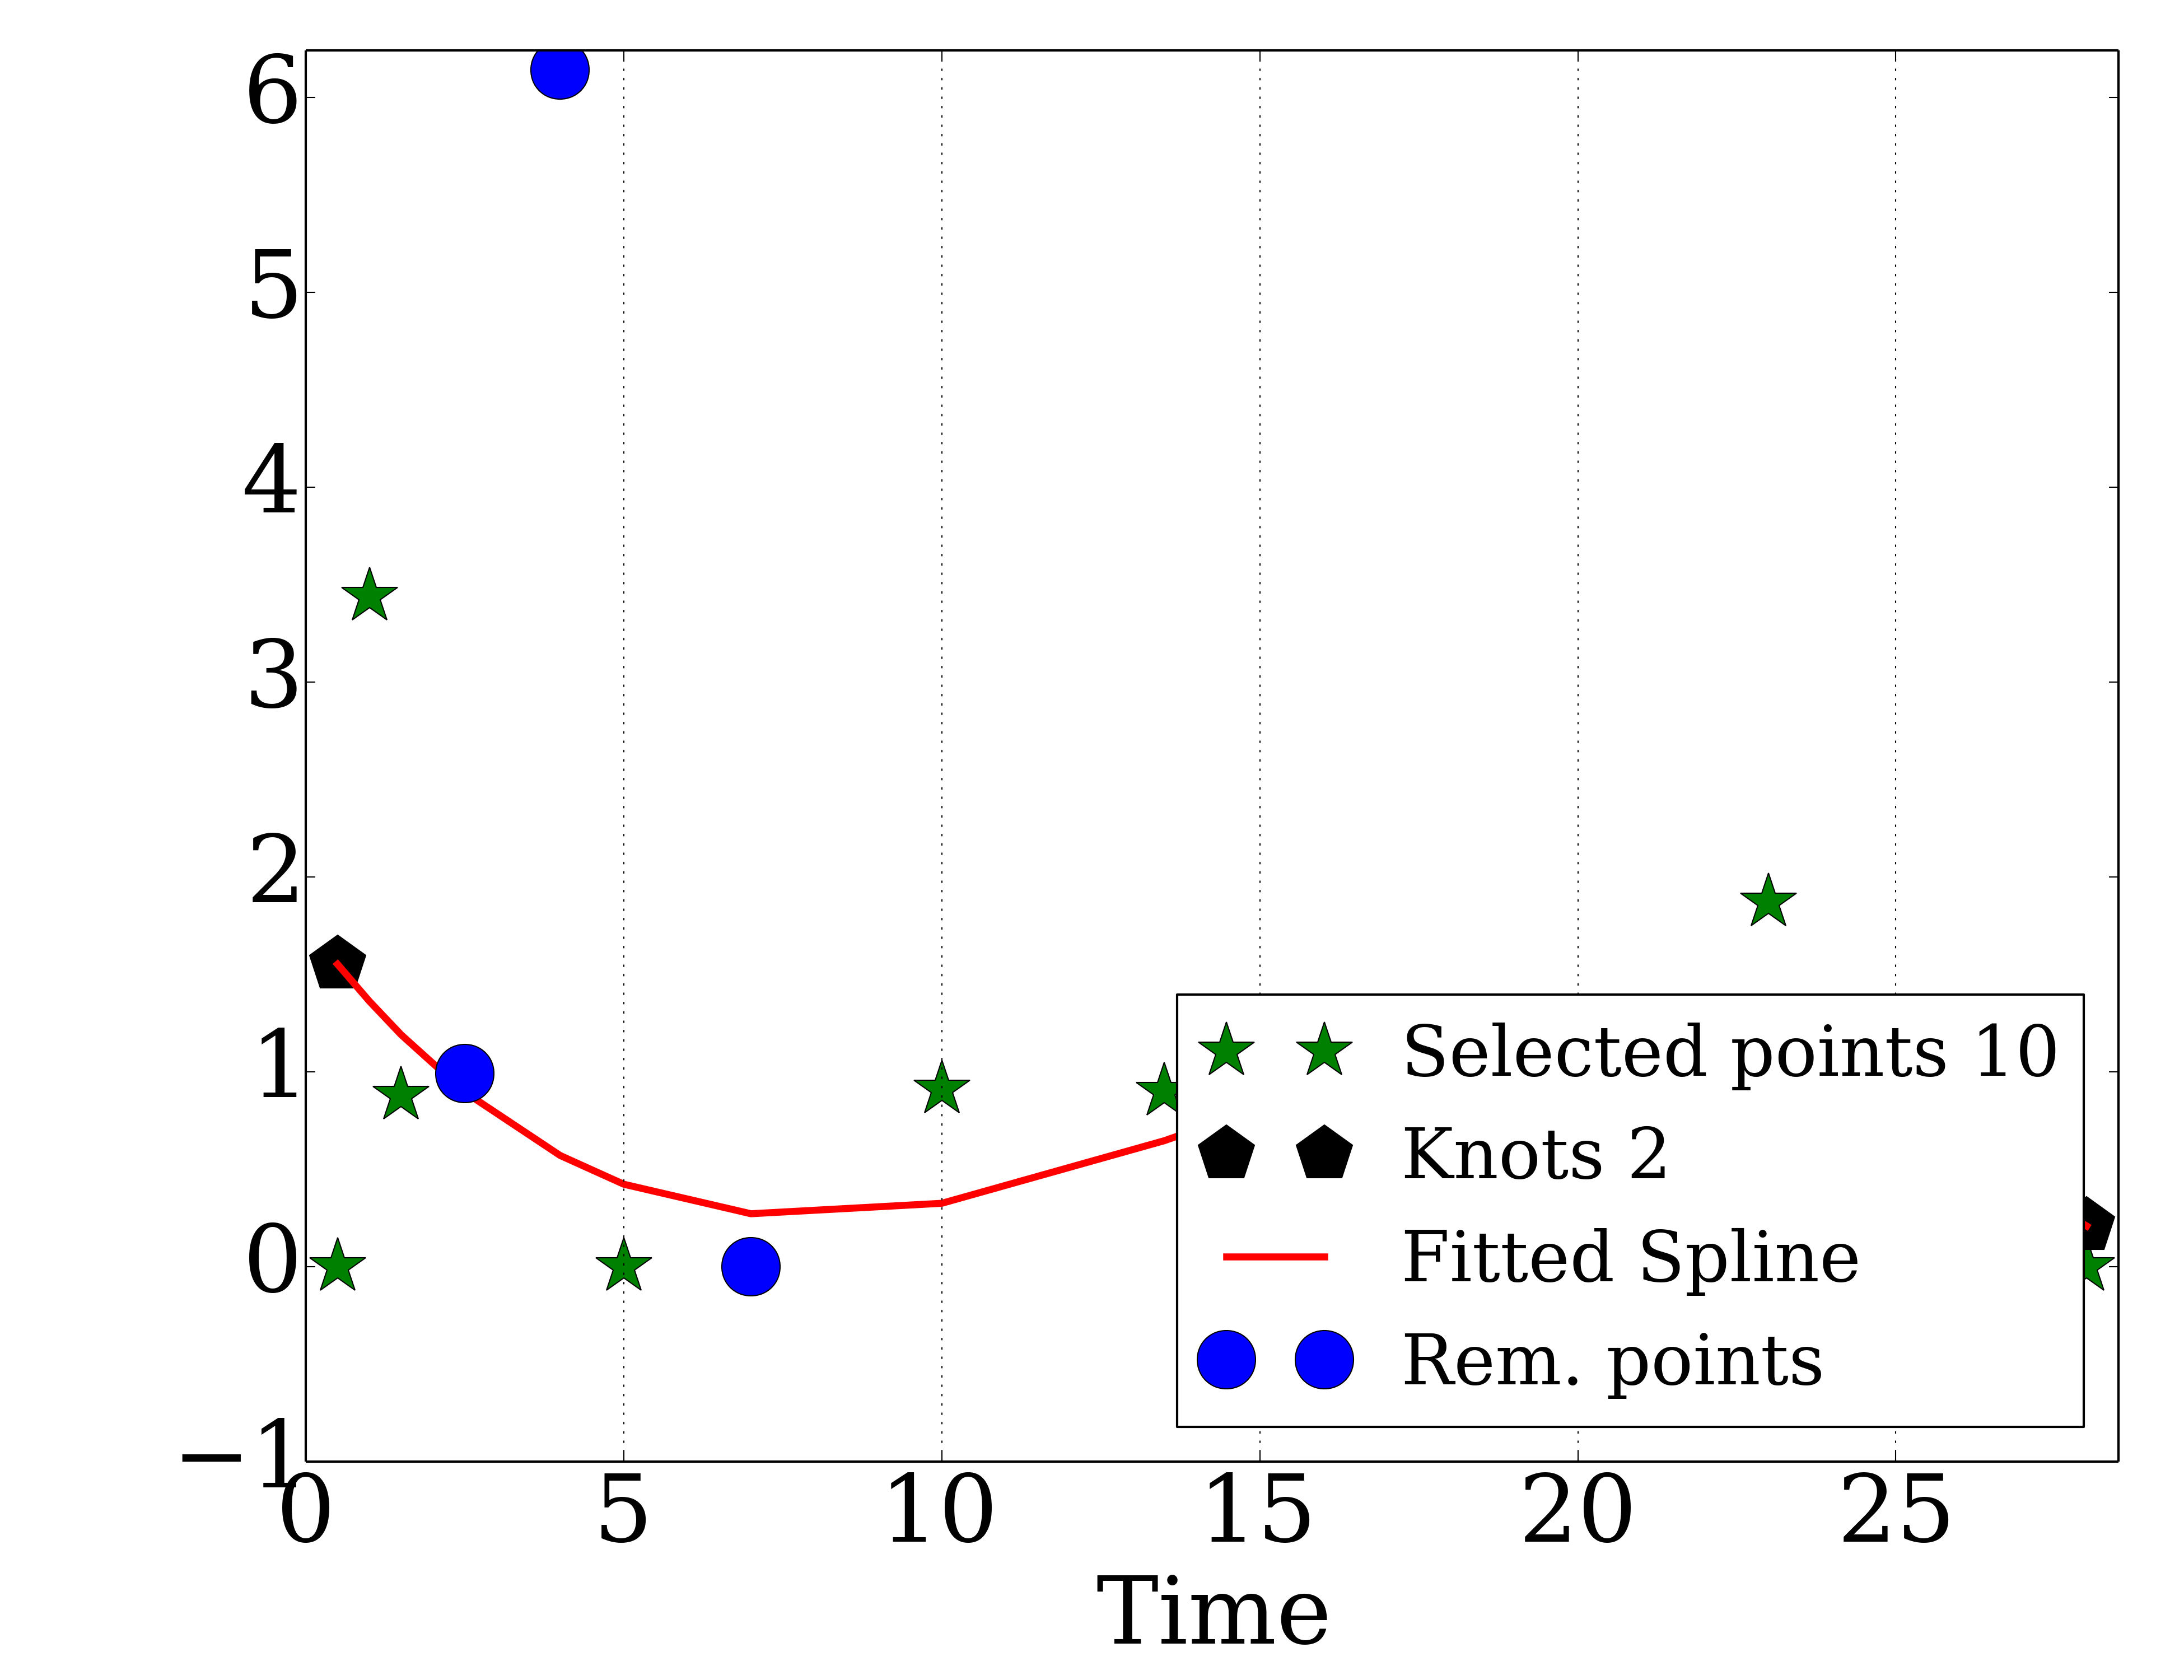 6
5
4
3
2
1
0
−1
0 5 10 15 20 25
Time
Selected points 10
Knots 2
Fitted Spline
Rem. points